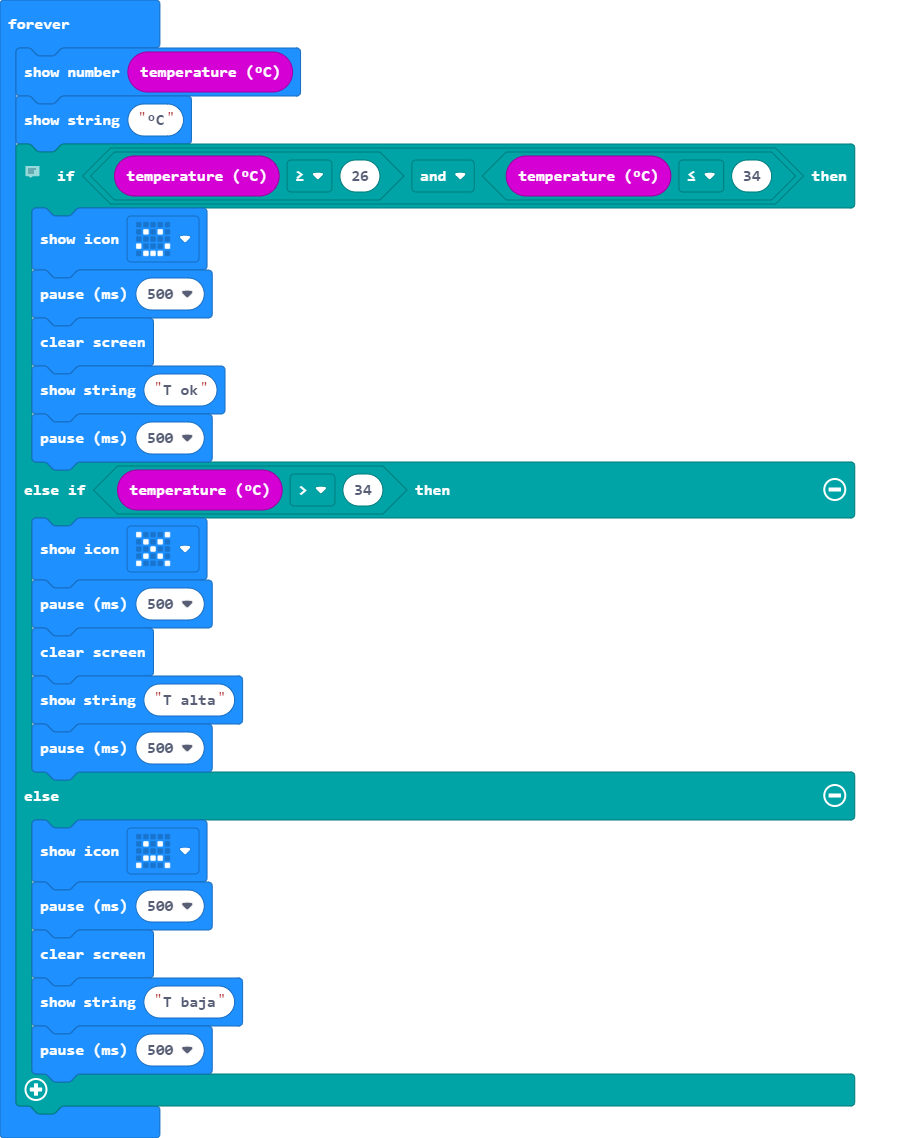 forever
show number temperature (ºC)
show string "ºC"
if temperature (ºC) ≥ 26 and temperature (ºC) ≤ 34 then
show icon
pause (ms) 500
clear screen
show string "T ok"
pause (ms) 500
else if temperature (ºC) > 34 then
show icon
pause (ms) 500
clear screen
show string "T alta"
pause (ms) 500
else
show icon
pause (ms) 500
clear screen
show string "T baja"
pause (ms) 500